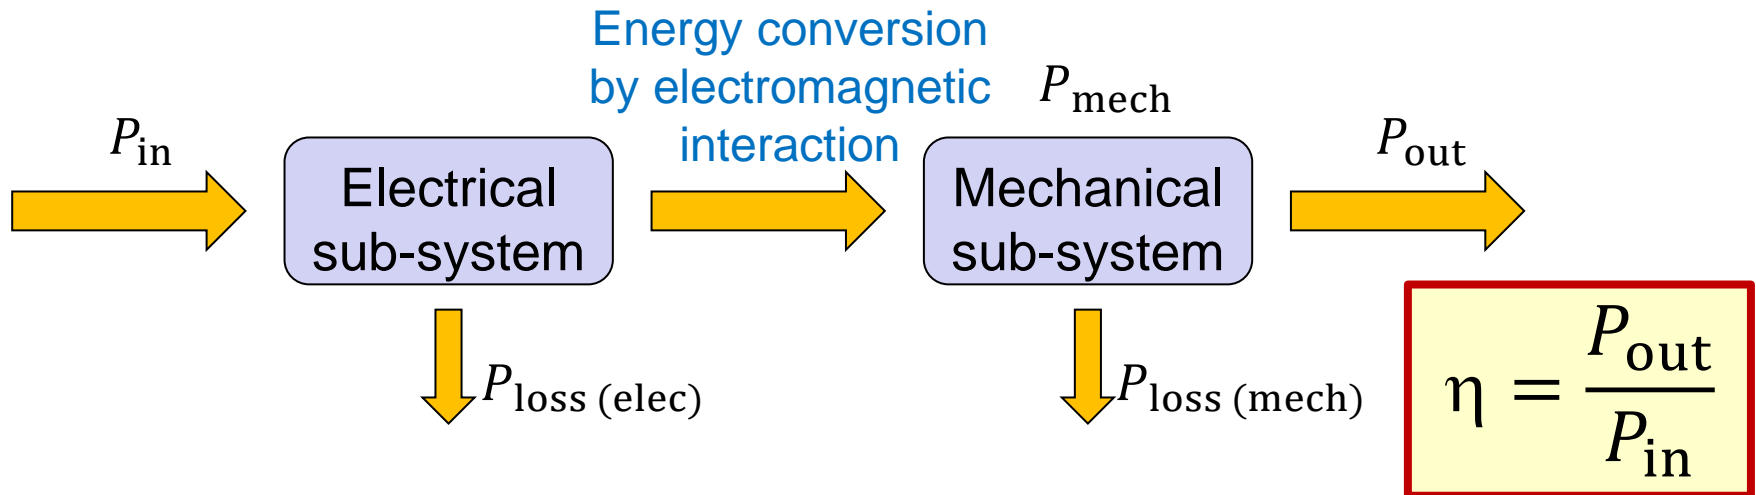 Energy conversion
by electromagnetic
interaction
P_mech
P_in
P_out
Electrical
sub-system
Mechanical
sub-system
P_loss (elec)
P_loss (mech)
η = P_out / P_in